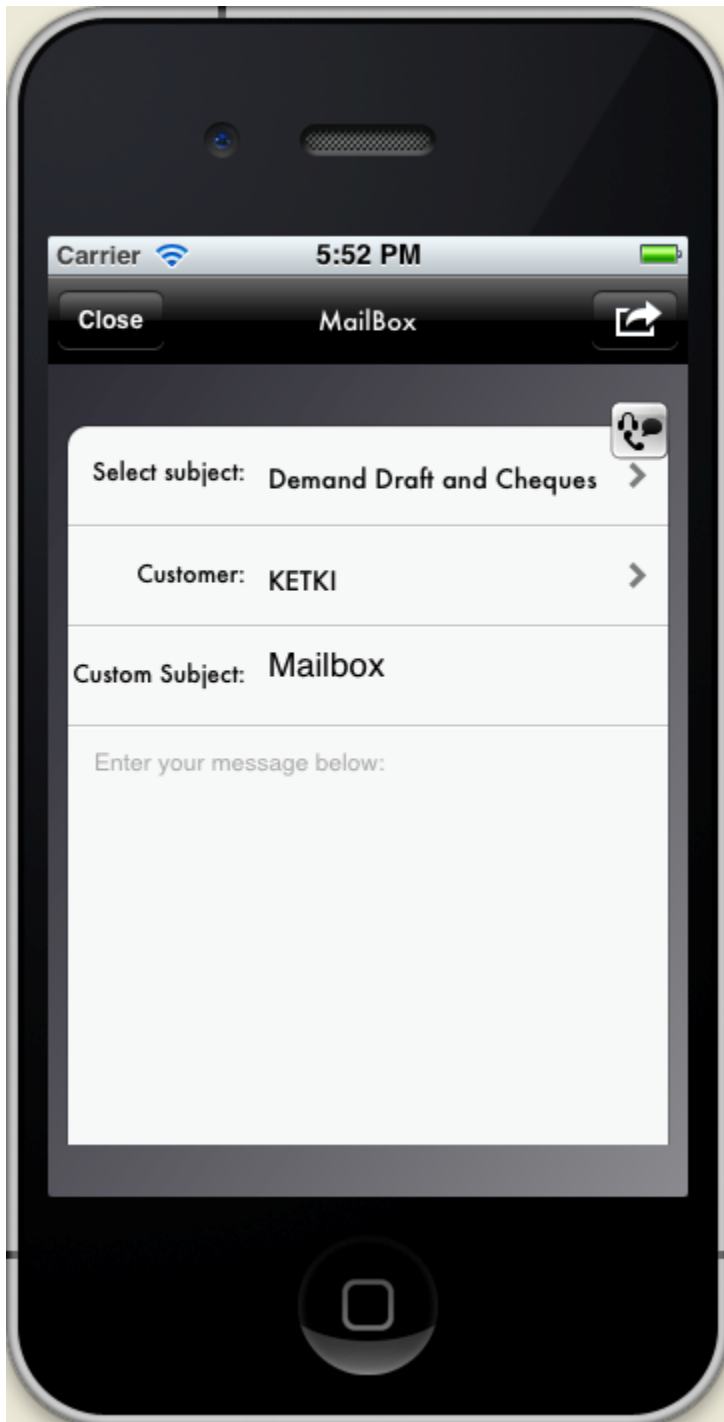 Carrier 5:52 PM
Close MailBox
Select subject: Demand Draft and Cheques
Customer: KETKI
Custom Subject: Mailbox
Enter your message below: